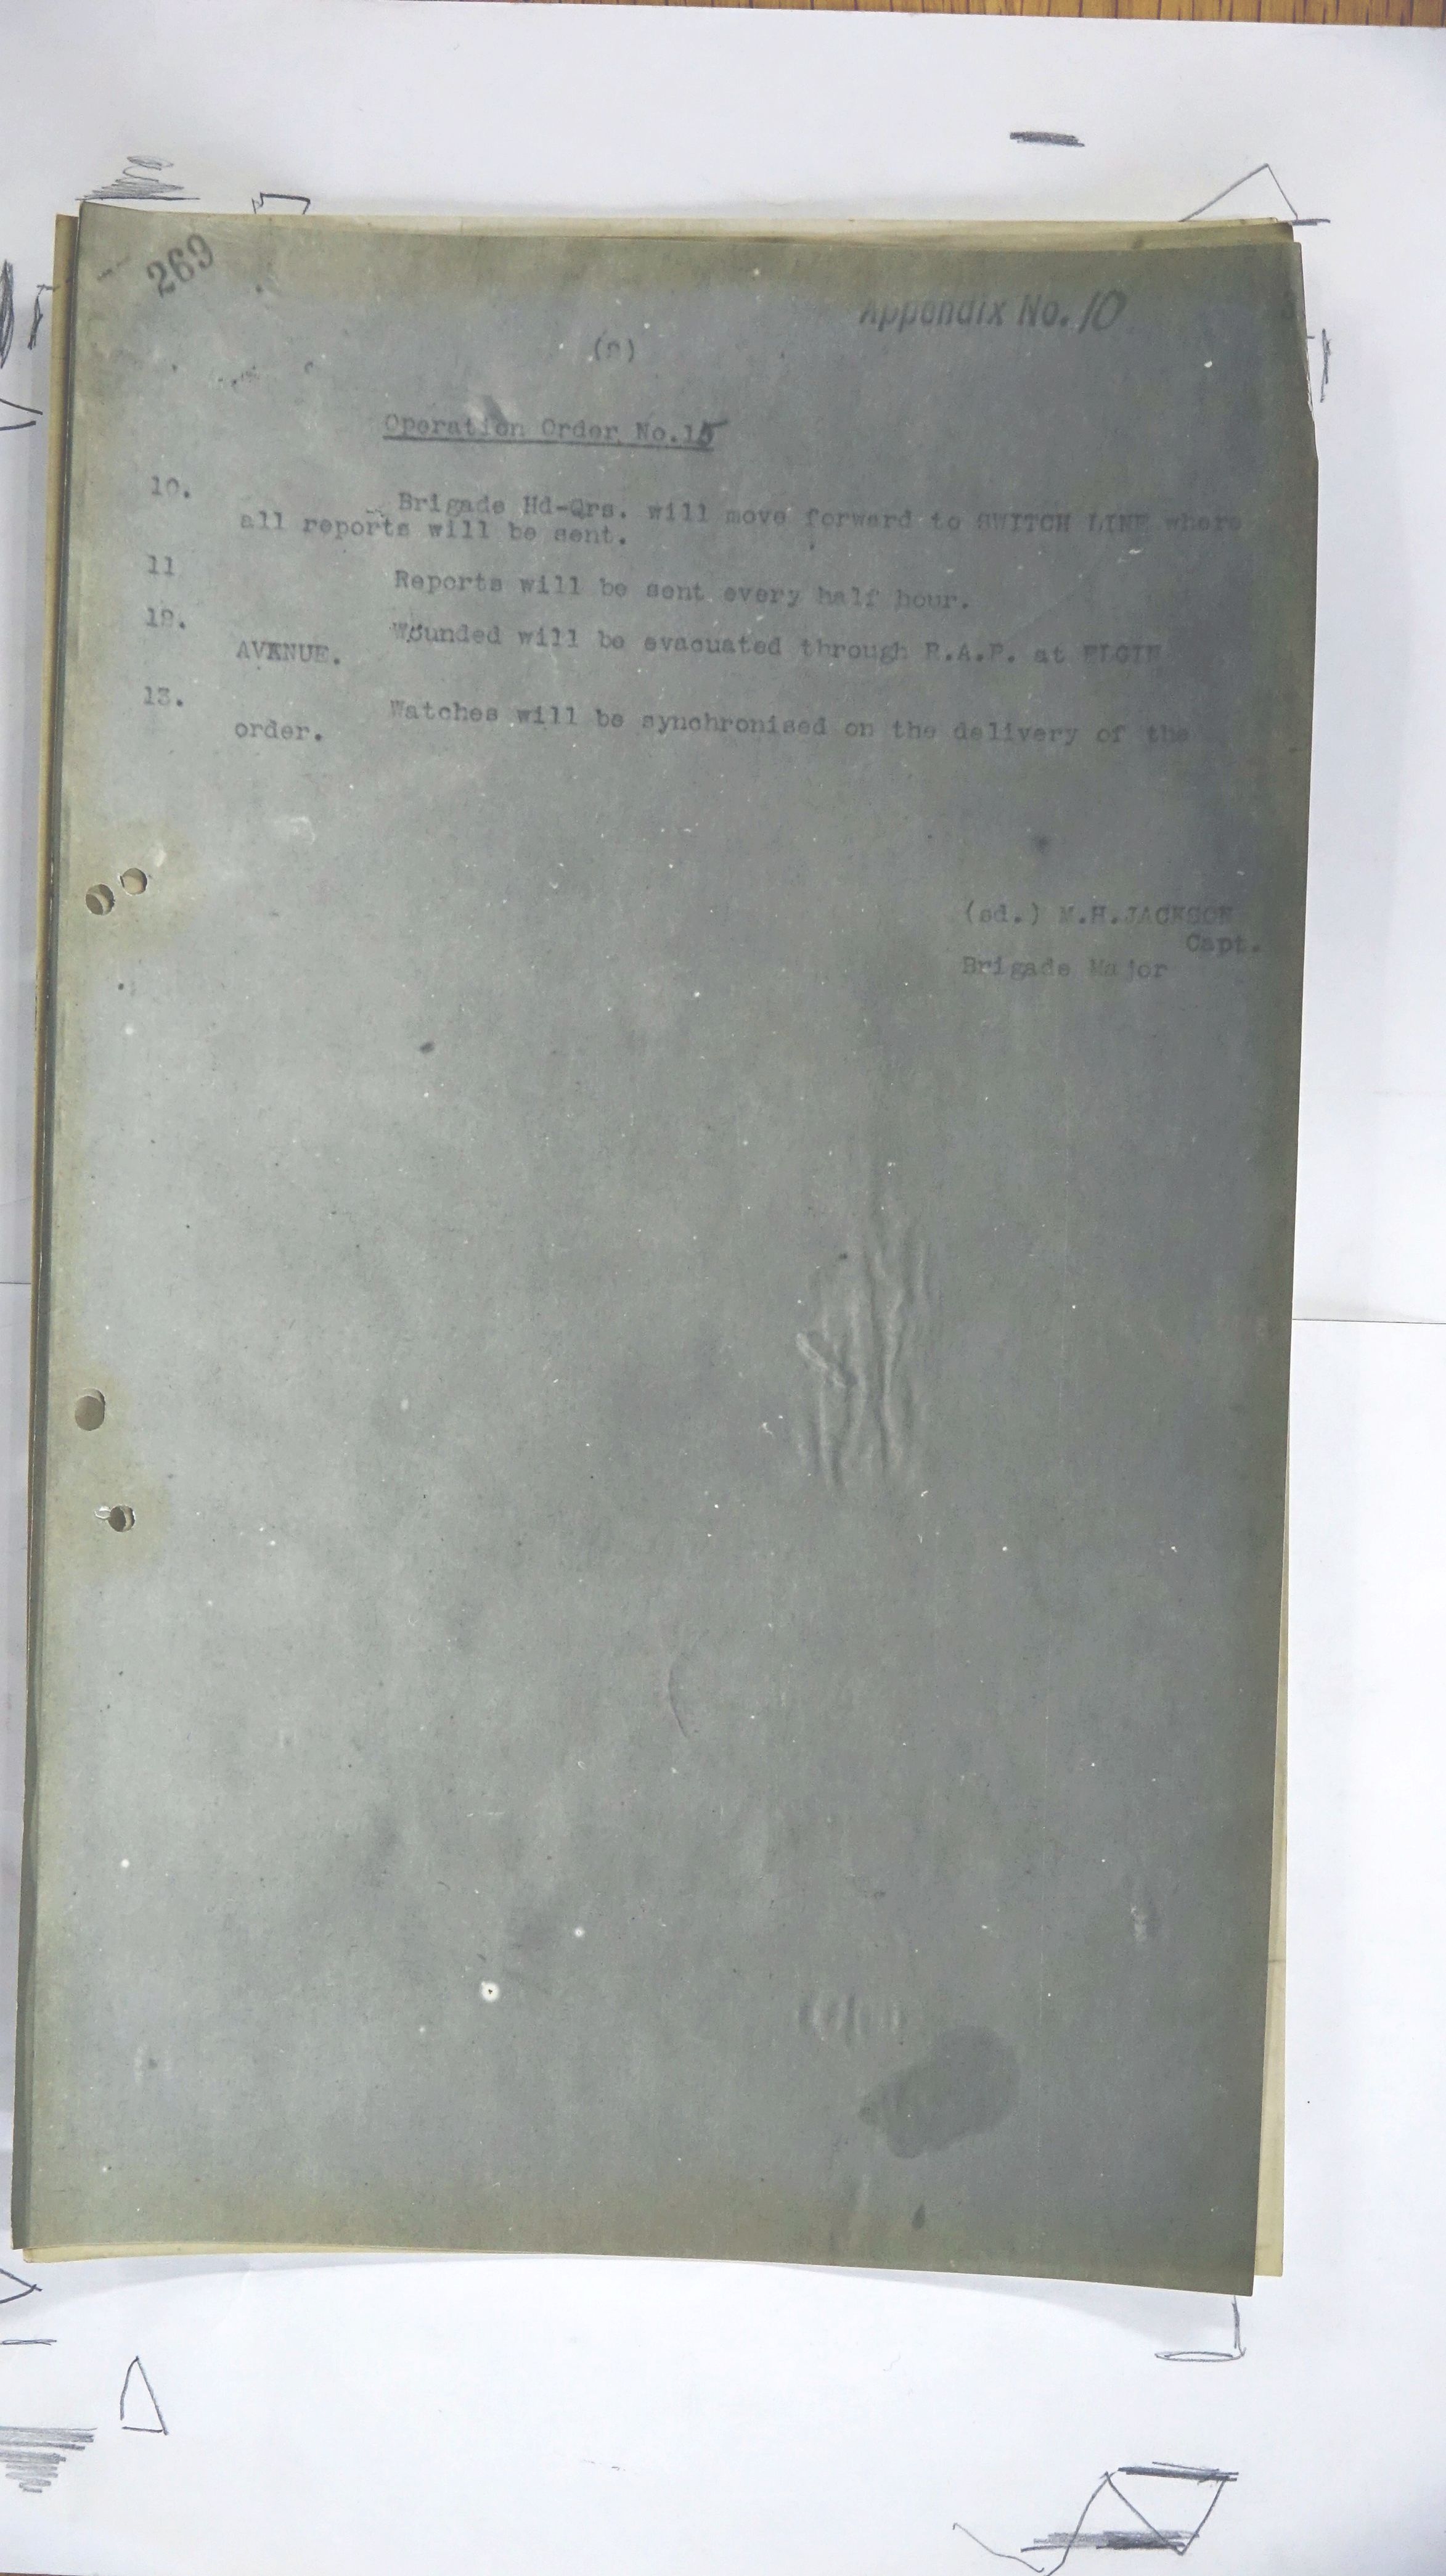 269
Appendix No. 10
(2)
Operation Order No.15
10. Brigade Hd-Qrs. will move forward to SWITCH LINE where
all reports will be sent.
11 Reports will be sent every half hour.
12. Wounded will be evacuated through R.A.P. at ELGIN
AVENUE.
13. Watches will be synchronised on the delivery of the
order.
(sd.) M.H.JACKSON
Capt.
Brigade Major